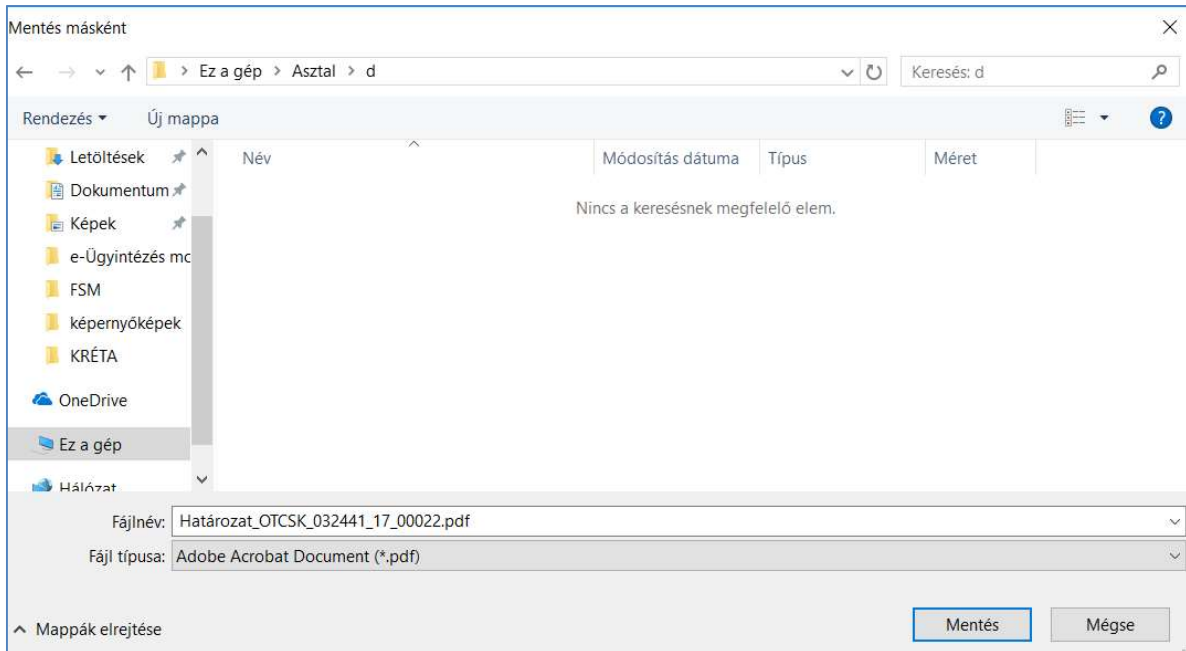 Mentés másként
Ez a gép > Asztal > d
Keresés: d
Rendezés
Új mappa
?
Letöltések
Dokumentum
Képek
e-Ügyintézés mc
FSM
képernyőképek
KRÉTA
OneDrive
Ez a gép
Hálózat
Név
Módosítás dátuma
Típus
Méret
Nincs a keresésnek megfelelő elem.
Fájlnév: Határozat_OTCSK_032441_17_00022.pdf
Fájl típusa: Adobe Acrobat Document (*.pdf)
Mappák elrejtése
Mentés
Mégse